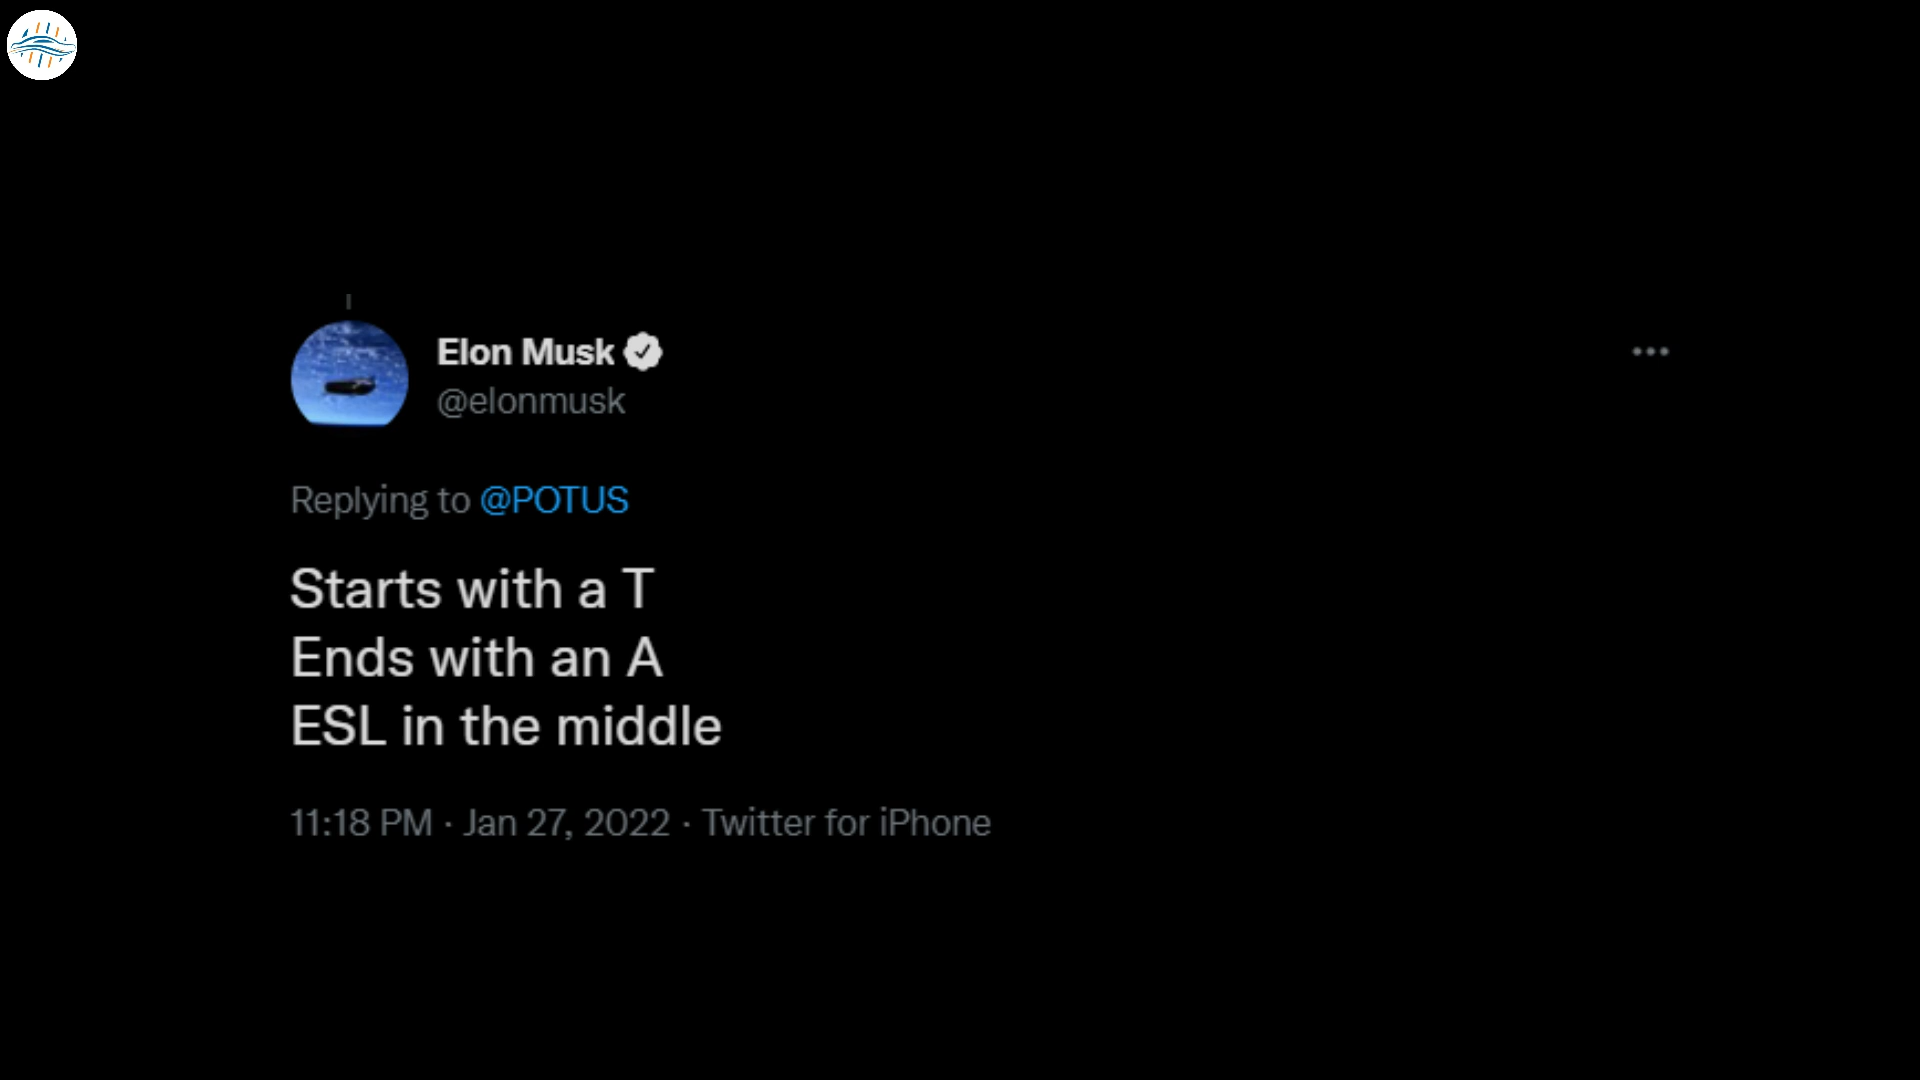 Elon Musk
@elonmusk
Replying to @POTUS
Starts with a T
Ends with an A
ESL in the middle
11:18 PM · Jan 27, 2022 · Twitter for iPhone